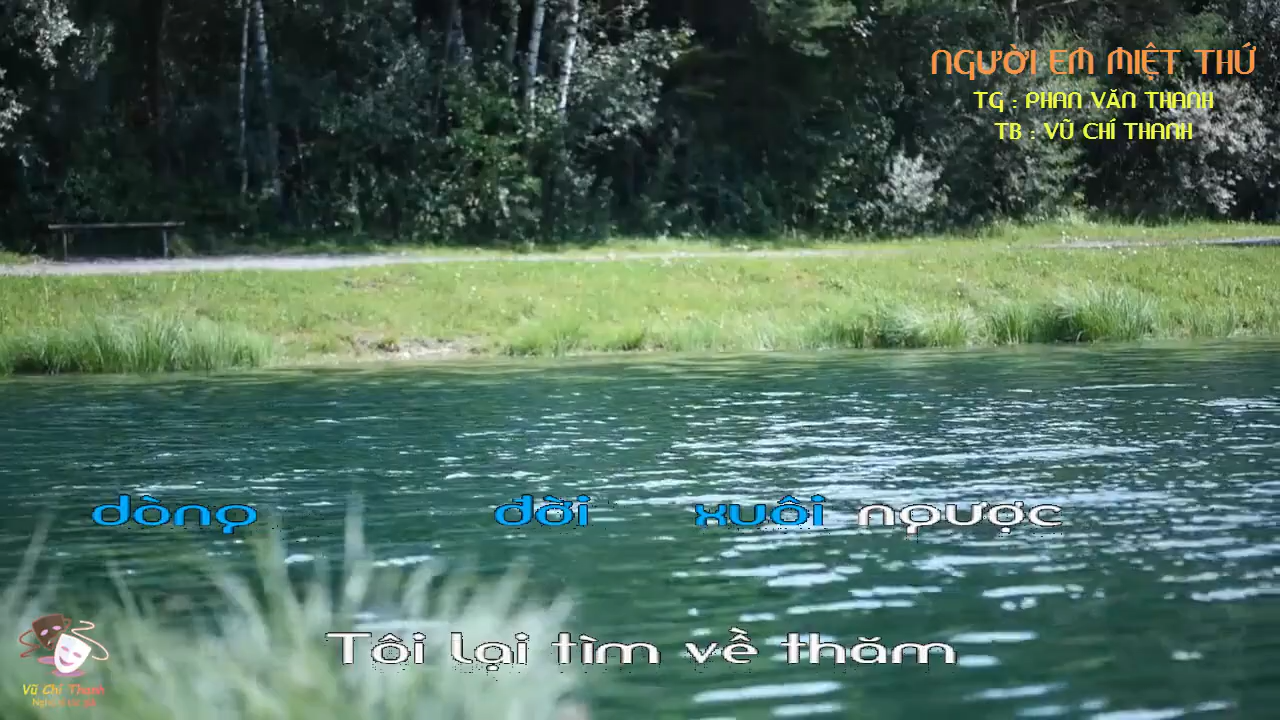 NGƯỜI EM MIỆT THỨ
TG : PHAN VĂN THANH
TB : VŨ CHÍ THANH
dòng đời xuôi ngược
Tôi lại tìm về thăm
Vũ Chí Thanh